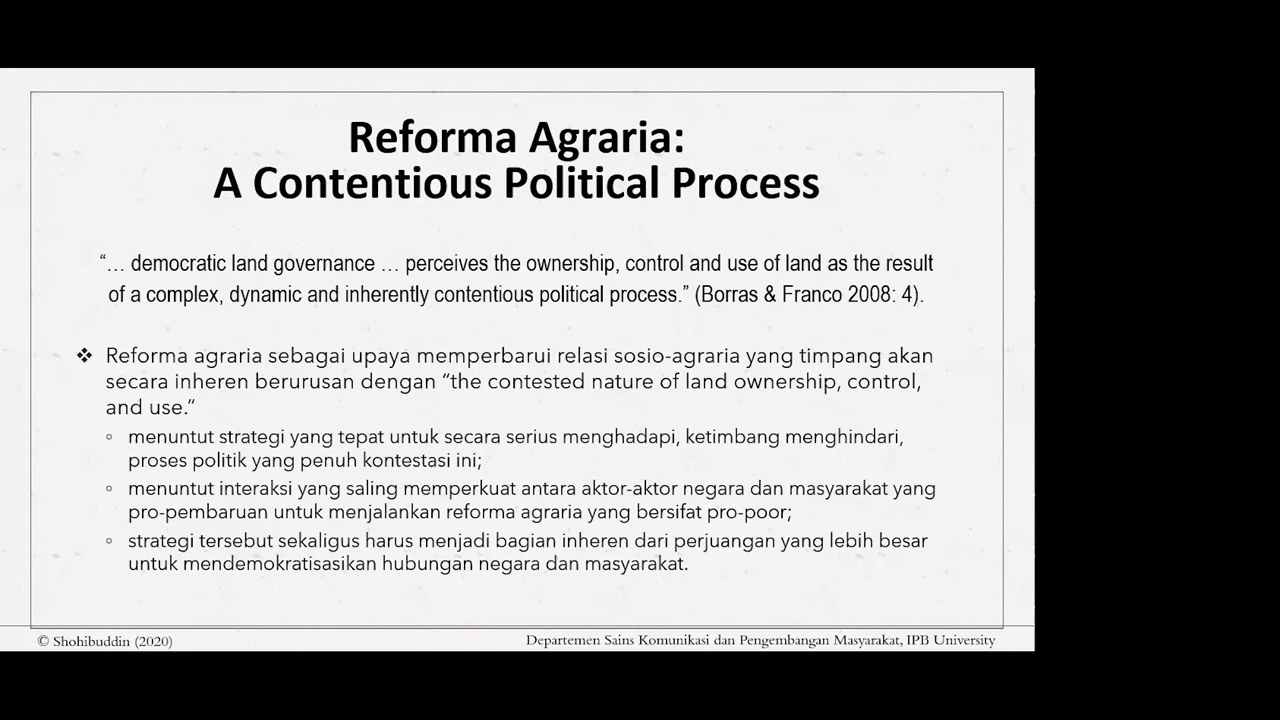 Reforma Agraria:
A Contentious Political Process
“… democratic land governance … perceives the ownership, control and use of land as the result
of a complex, dynamic and inherently contentious political process.” (Borras & Franco 2008: 4).
❖ Reforma agraria sebagai upaya memperbarui relasi sosio-agraria yang timpang akan
secara inheren berurusan dengan “the contested nature of land ownership, control,
and use.”
◦ menuntut strategi yang tepat untuk secara serius menghadapi, ketimbang menghindari,
proses politik yang penuh kontestasi ini;
◦ menuntut interaksi yang saling memperkuat antara aktor-aktor negara dan masyarakat yang
pro-pembaruan untuk menjalankan reforma agraria yang bersifat pro-poor;
◦ strategi tersebut sekaligus harus menjadi bagian inheren dari perjuangan yang lebih besar
untuk mendemokratisasikan hubungan negara dan masyarakat.
© Shohibuddin (2020)
Departemen Sains Komunikasi dan Pengembangan Masyarakat, IPB University